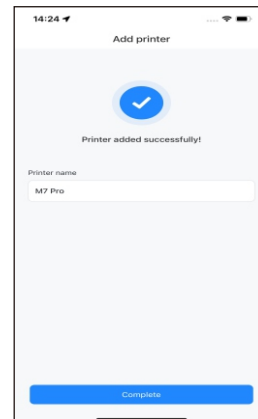 14:24
Add printer
Printer added successfully!
Printer name
M7 Pro
Complete